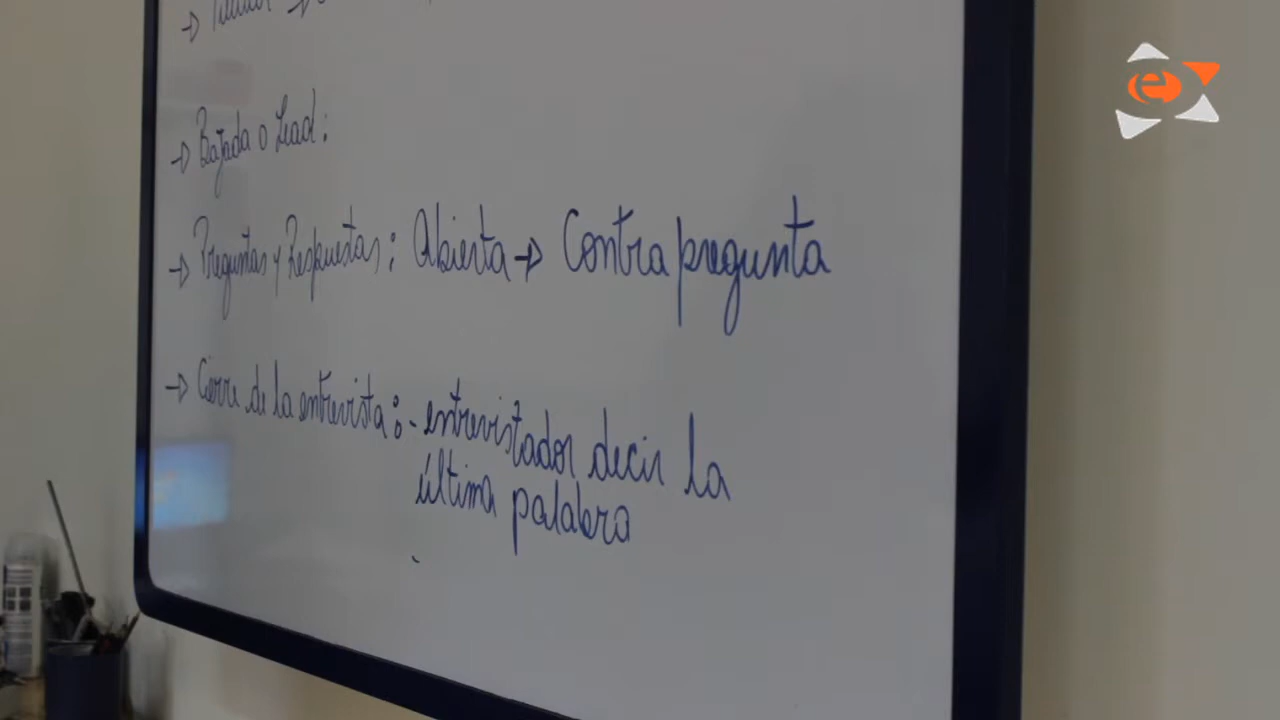 → Bajada o Lead:
→ Preguntas y Respuestas: Abierta → Contra pregunta
→ Cierre de la entrevista: - entrevistador decir la
última palabra
e